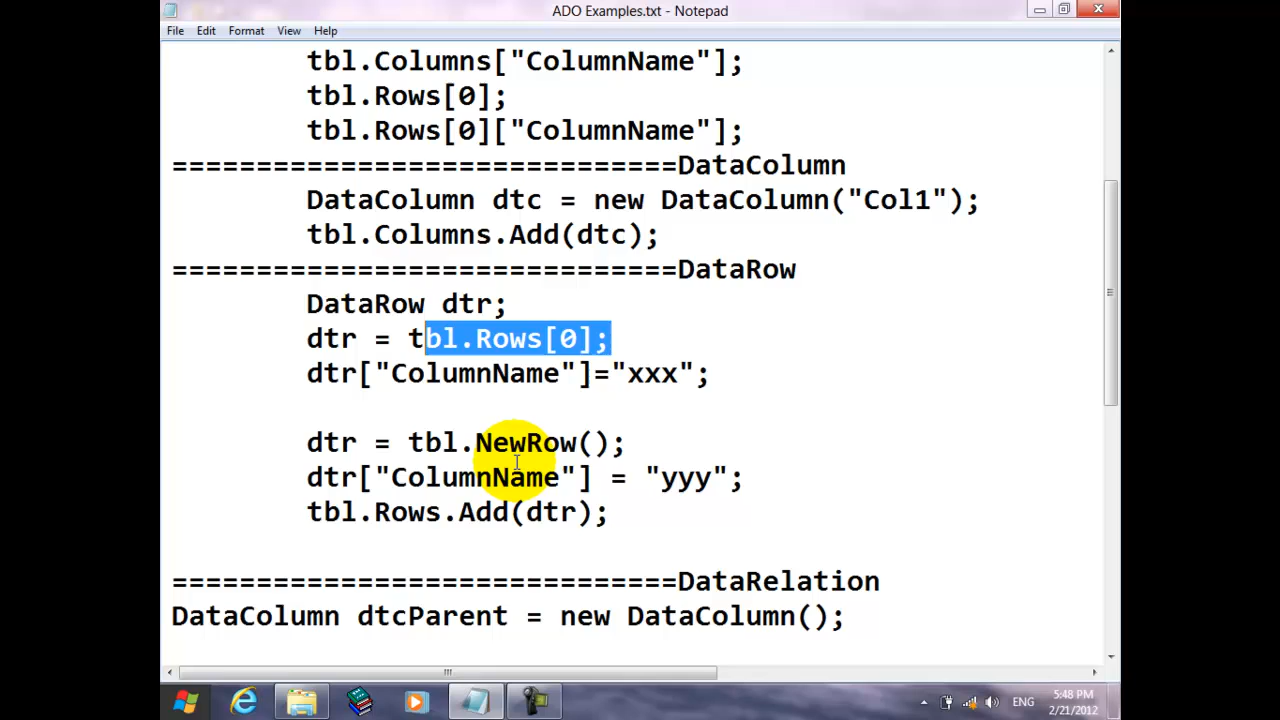 ADO Examples.txt - Notepad
File Edit Format View Help
tbl.Columns["ColumnName"];
tbl.Rows[0];
tbl.Rows[0]["ColumnName"];
==============================DataColumn
DataColumn dtc = new DataColumn("Col1");
tbl.Columns.Add(dtc);
==============================DataRow
DataRow dtr;
dtr = tbl.Rows[0];
dtr["ColumnName"]="xxx";
dtr = tbl.NewRow();
dtr["ColumnName"] = "yyy";
tbl.Rows.Add(dtr);
==============================DataRelation
DataColumn dtcParent = new DataColumn();
ENG
5:48 PM
2/21/2012